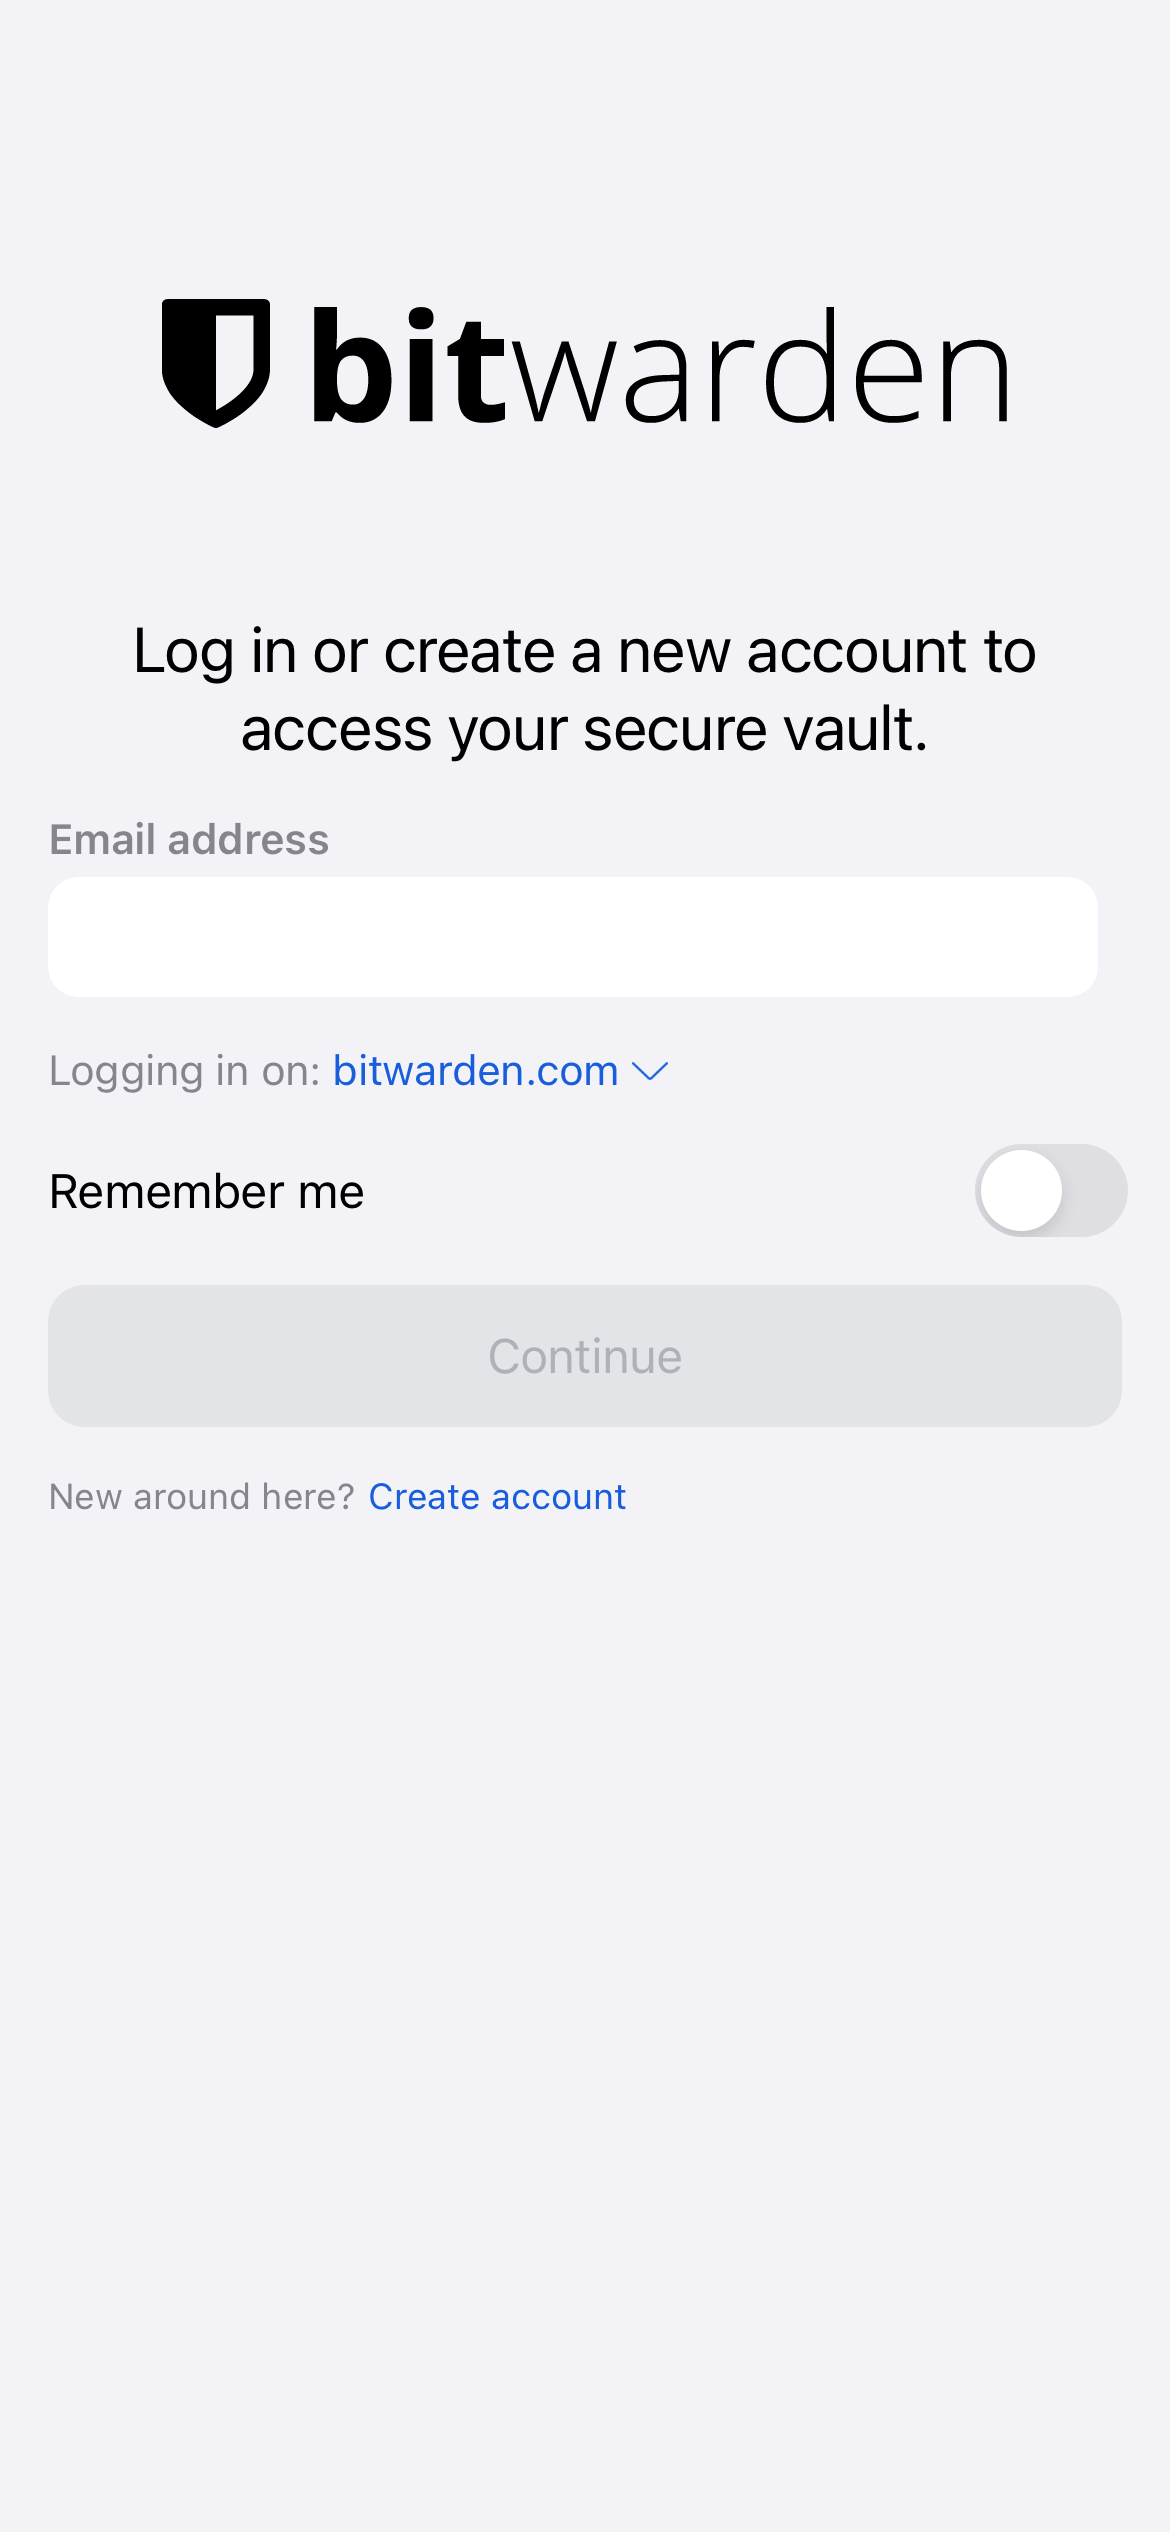 bitwarden
Log in or create a new account to
access your secure vault.
Email address
Logging in on: bitwarden.com
Remember me
Continue
New around here? Create account